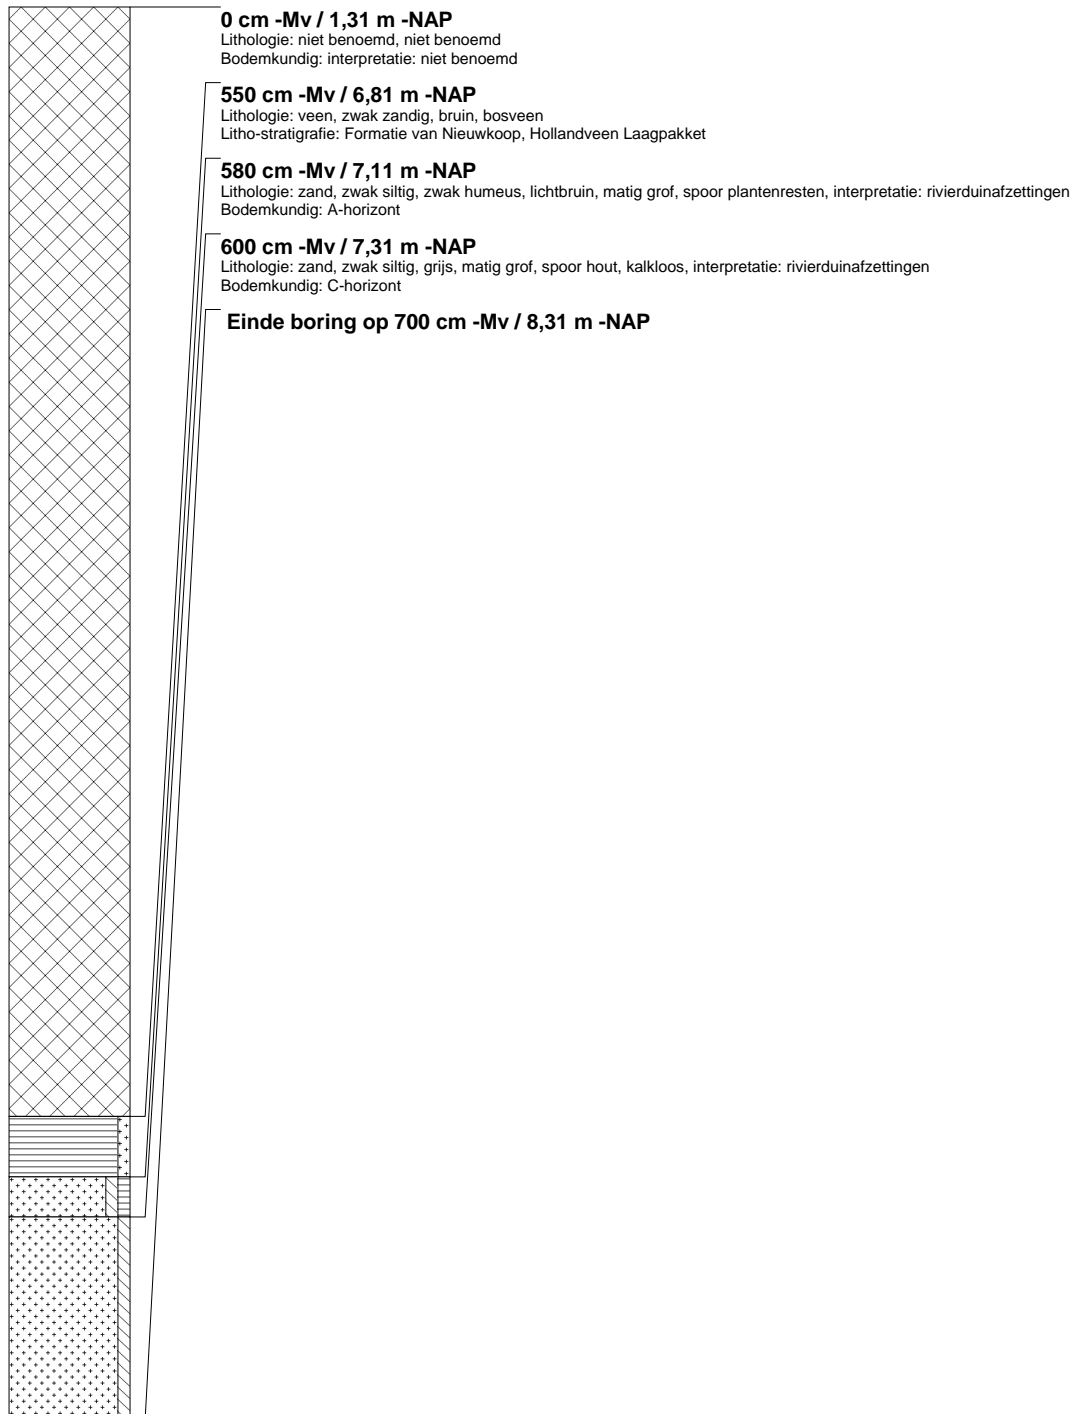 0 cm -Mv / 1,31 m -NAP
Lithologie: niet benoemd, niet benoemd
Bodemkundig: interpretatie: niet benoemd
550 cm -Mv / 6,81 m -NAP
Lithologie: veen, zwak zandig, bruin, bosveen
Litho-stratigrafie: Formatie van Nieuwkoop, Hollandveen Laagpakket
580 cm -Mv / 7,11 m -NAP
Lithologie: zand, zwak siltig, zwak humeus, lichtbruin, matig grof, spoor plantenresten, interpretatie: rivierduinafzettingen
Bodemkundig: A-horizont
600 cm -Mv / 7,31 m -NAP
Lithologie: zand, zwak siltig, grijs, matig grof, spoor hout, kalkloos, interpretatie: rivierduinafzettingen
Bodemkundig: C-horizont
Einde boring op 700 cm -Mv / 8,31 m -NAP